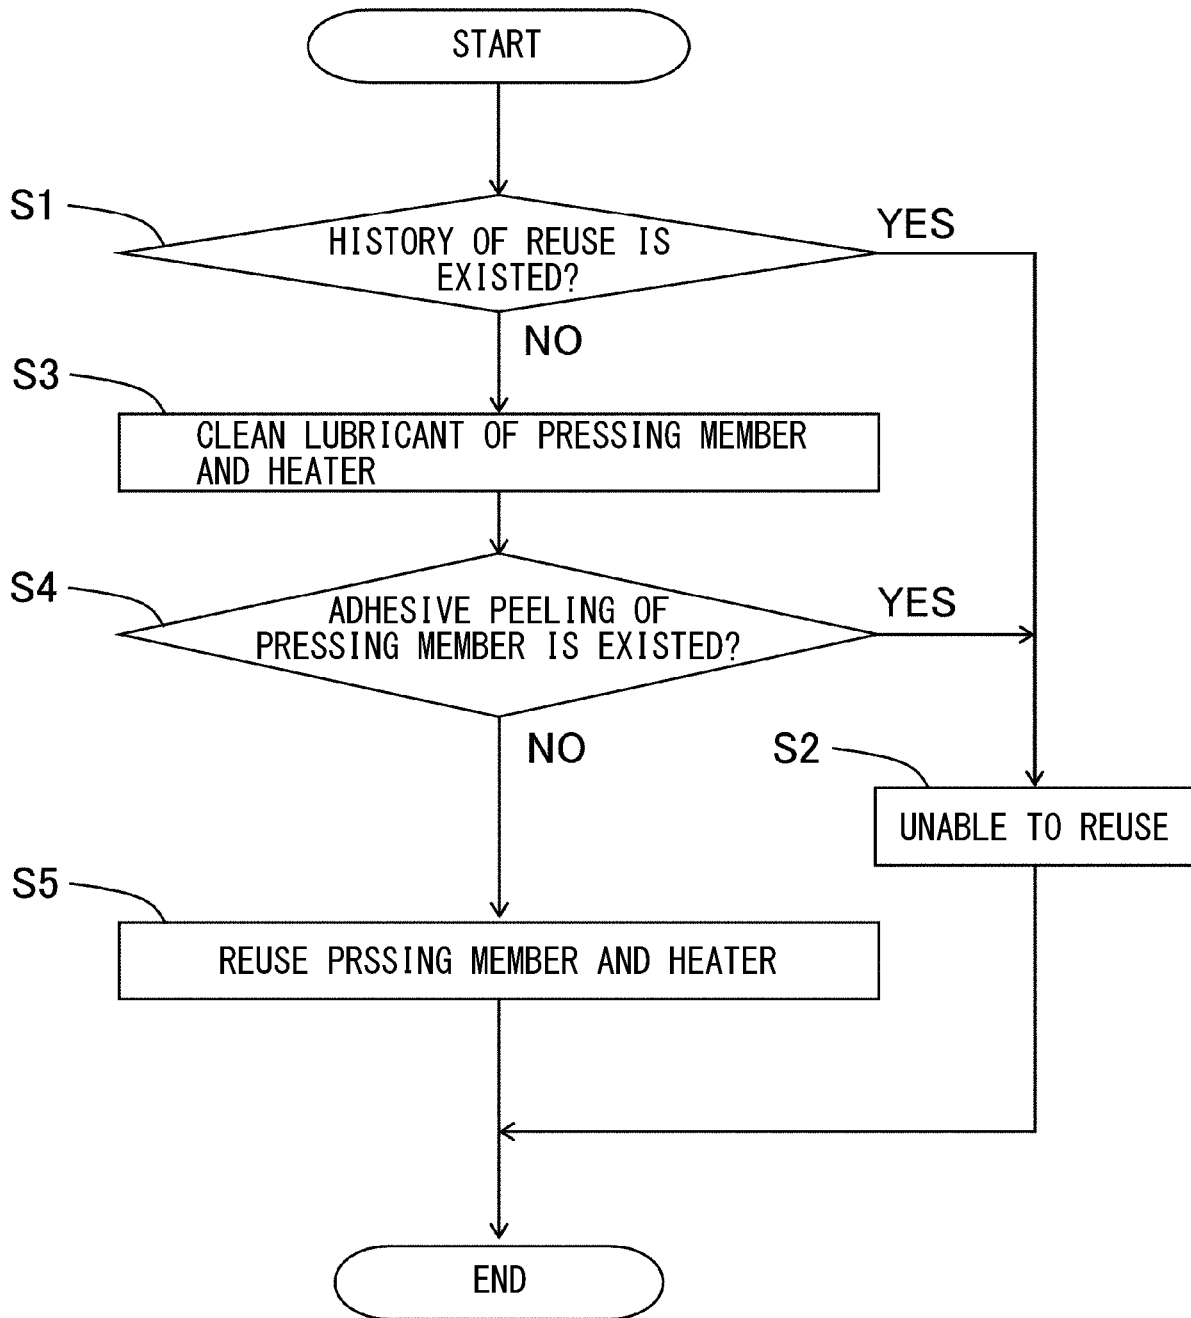 START
S1
HISTORY OF REUSE IS
EXISTED?
YES
NO
S3
CLEAN LUBRICANT OF PRESSING MEMBER
AND HEATER
S4
ADHESIVE PEELING OF
PRESSING MEMBER IS EXISTED?
YES
NO
S2
UNABLE TO REUSE
S5
REUSE PRSSING MEMBER AND HEATER
END